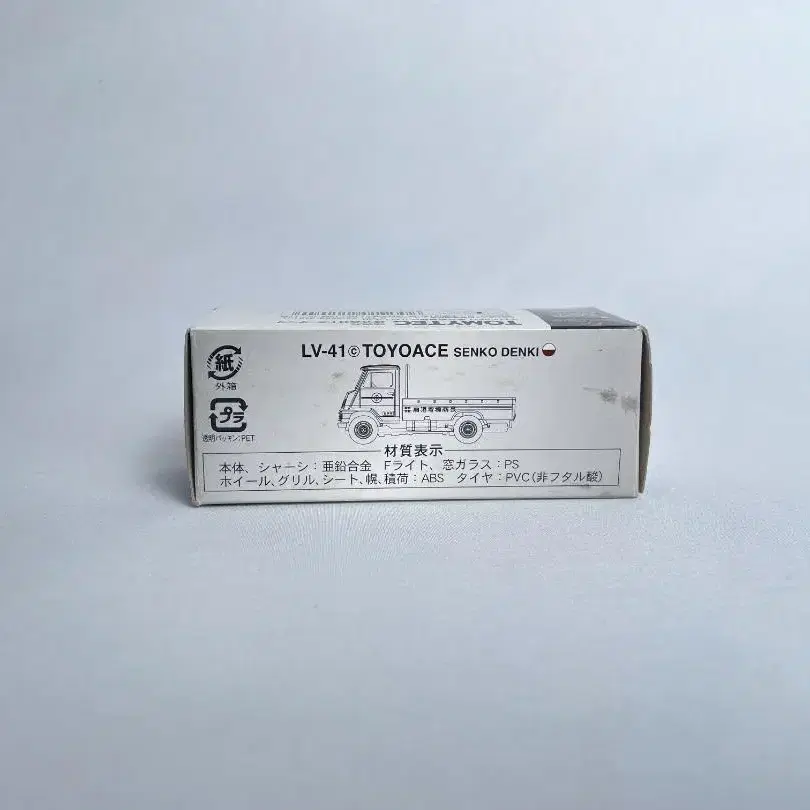 TOMYTEC
LV-41© TOYOACE SENKO DENKI
紙
外箱
プラ
透明パッキン:PET
材質表示
本体、シャーシ:亜鉛合金 Fライト、窓ガラス:PS
ホイール、グリル、シート、幌、積荷:ABS タイヤ:PVC(非フタル酸)